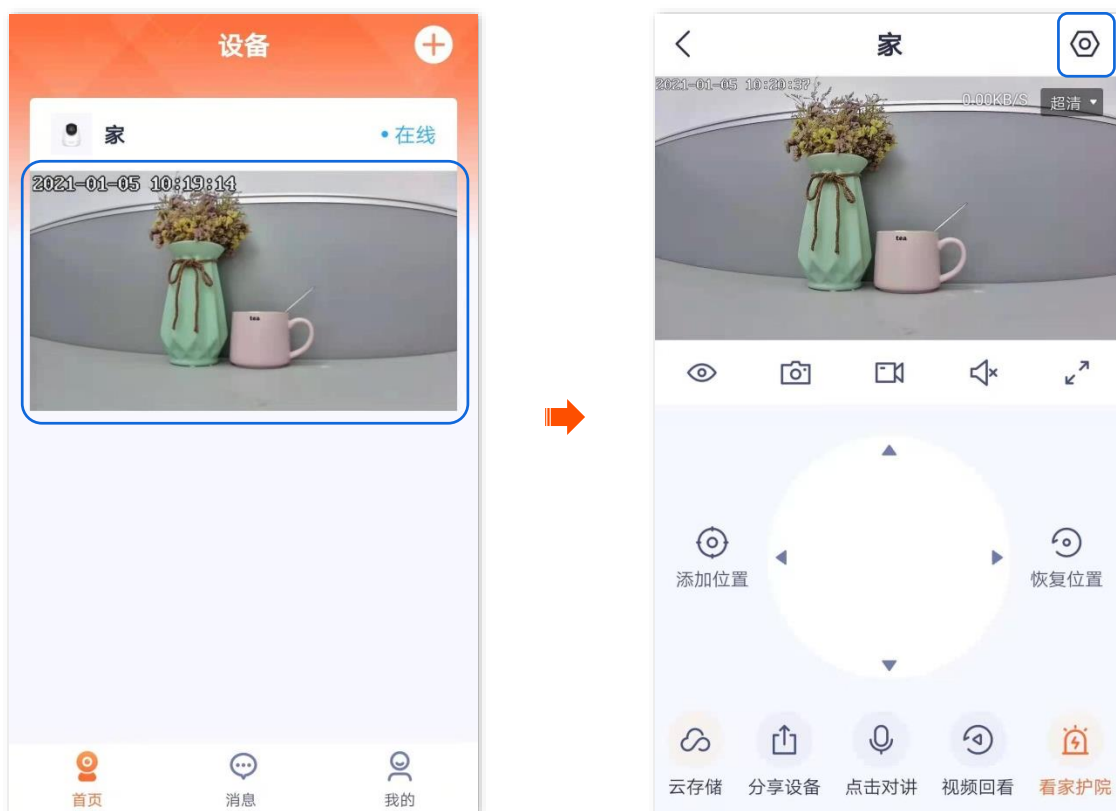 设备
家
在线
2021-01-05 10:19:14
tea
首页
消息
我的
家
2021-01-05 10:20:37
0.00KB/S
超清
tea
添加位置
恢复位置
云存储
分享设备
点击对讲
视频回看
看家护院